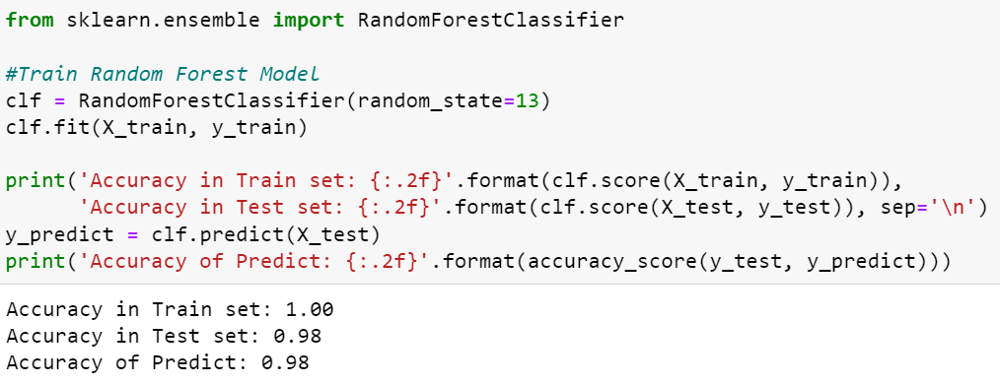 from sklearn.ensemble import RandomForestClassifier
#Train Random Forest Model
clf = RandomForestClassifier(random_state=13)
clf.fit(X_train, y_train)
print('Accuracy in Train set: {:.2f}'.format(clf.score(X_train, y_train)),
      'Accuracy in Test set: {:.2f}'.format(clf.score(X_test, y_test)), sep='\n')
y_predict = clf.predict(X_test)
print('Accuracy of Predict: {:.2f}'.format(accuracy_score(y_test, y_predict)))
Accuracy in Train set: 1.00
Accuracy in Test set: 0.98
Accuracy of Predict: 0.98